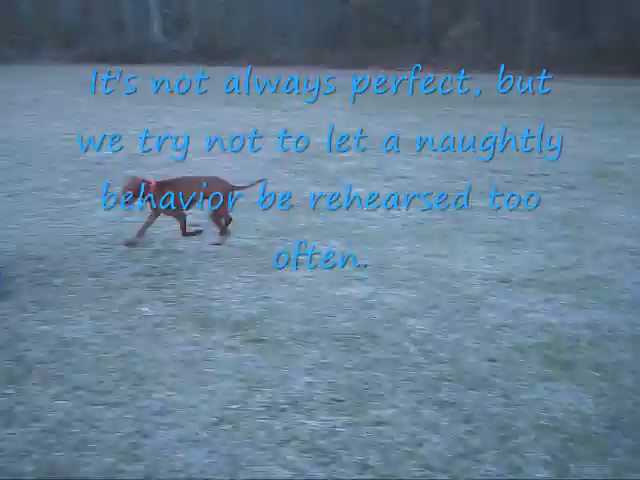 It's not always perfect, but
we try not to let a naughtly
behavior be rehearsed too
often.